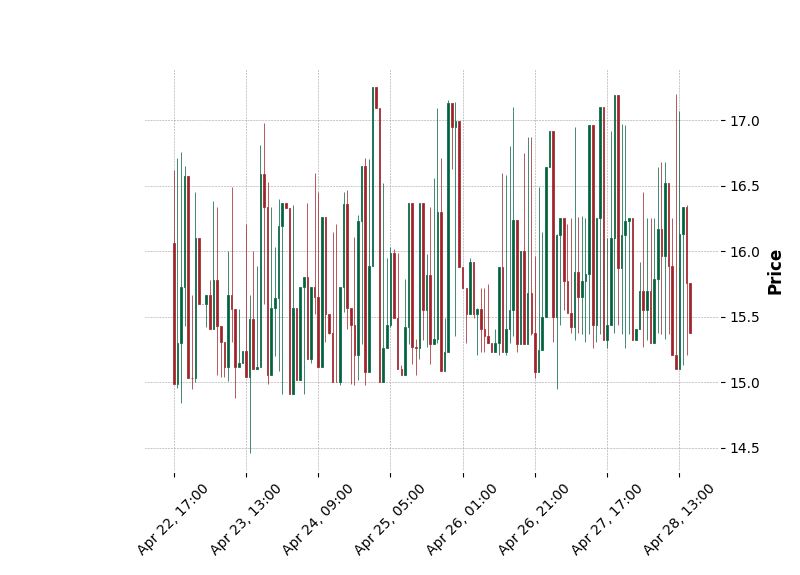 17.0
16.5
16.0
15.5
15.0
14.5
Price
Apr 22, 17:00
Apr 23, 13:00
Apr 24, 09:00
Apr 25, 05:00
Apr 26, 01:00
Apr 26, 21:00
Apr 27, 17:00
Apr 28, 13:00